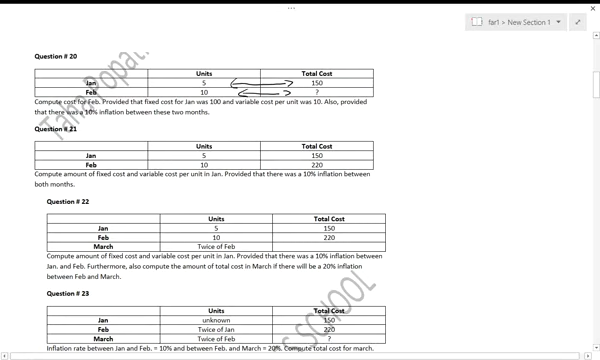 far1 > New Section 1
Question # 20
Units Total Cost
Jan 5 150
Feb 10 ?
Compute cost for Feb. Provided that fixed cost for Jan was 100 and variable cost per unit was 10. Also, provided
that there was a 10% inflation between these two months.
Question # 21
Units Total Cost
Jan 5 150
Feb 10 220
Compute amount of fixed cost and variable cost per unit in Jan. Provided that there was a 10% inflation between
both months.
Question # 22
Units Total Cost
Jan 5 150
Feb 10 220
March Twice of Feb
Compute amount of fixed cost and variable cost per unit in Jan. Provided that there was a 10% inflation between
Jan. and Feb. Furthermore, also compute the amount of total cost in March if there will be a 20% inflation
between Feb and March.
Question # 23
Units Total Cost
Jan unknown 150
Feb Twice of Jan 220
March Twice of Feb ?
Inflation rate between Jan and Feb. = 10% and between Feb. and March = 20%. Compute total cost for march.
SCHOOL